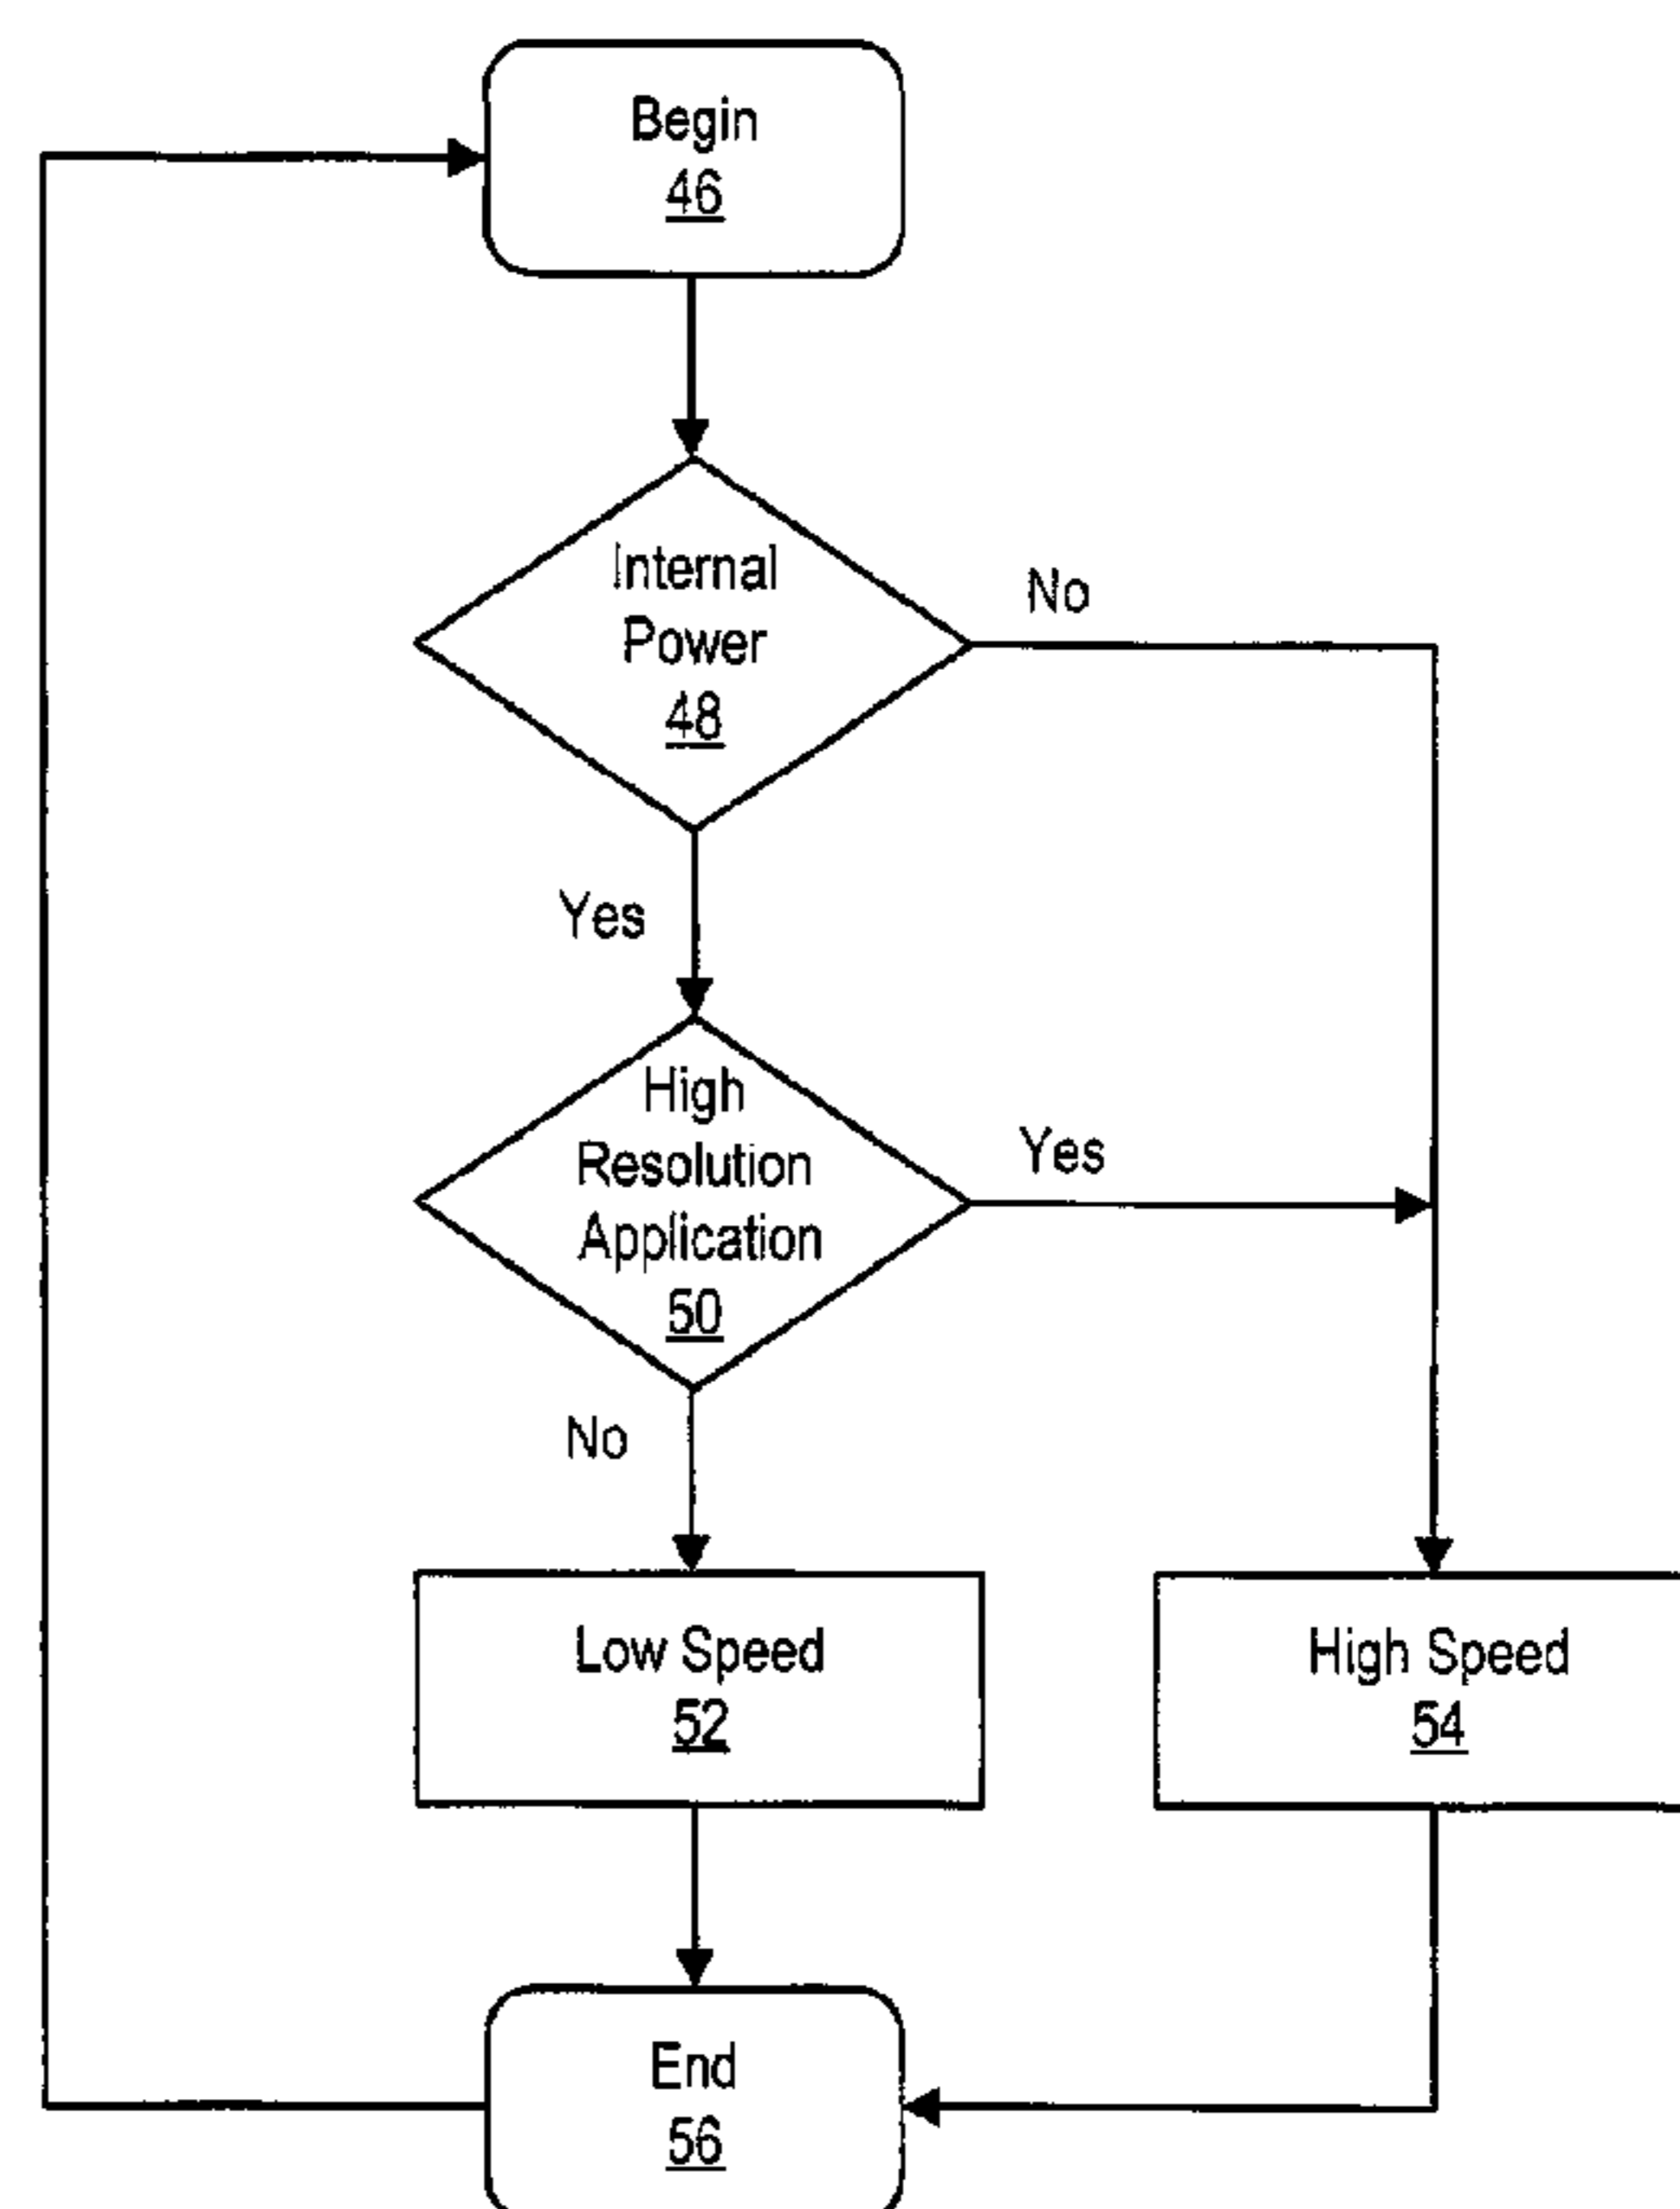 Begin
46
Internal
Power
48
No
Yes
High
Resolution
Application
50
Yes
No
Low Speed
52
High Speed
54
End
56